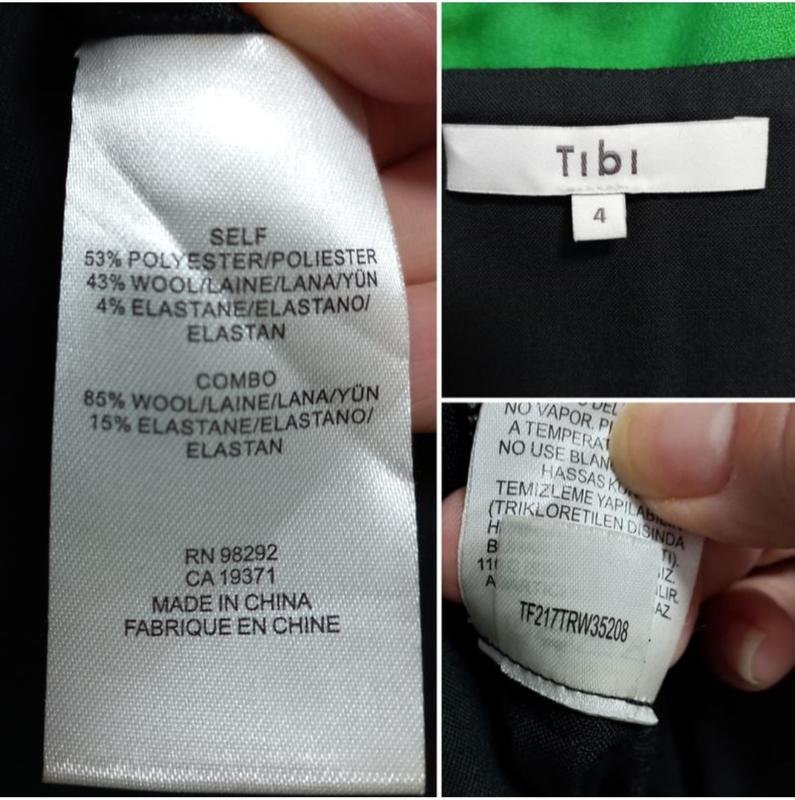 SELF
53% POLYESTER/POLIESTER
43% WOOL/LAINE/LANA/YÜN
4% ELASTANE/ELASTANO/
ELASTAN
COMBO
85% WOOL/LAINE/LANA/YÜN
15% ELASTANE/ELASTANO/
ELASTAN
RN 98292
CA 19371
MADE IN CHINA
FABRIQUE EN CHINE
Tibi
4
NO VAPOR.
A TEMPERAT
NO USE
HASSAS
TEMIZLEME
(TRIKLORETILEN DISINDA
TF217TRW35208